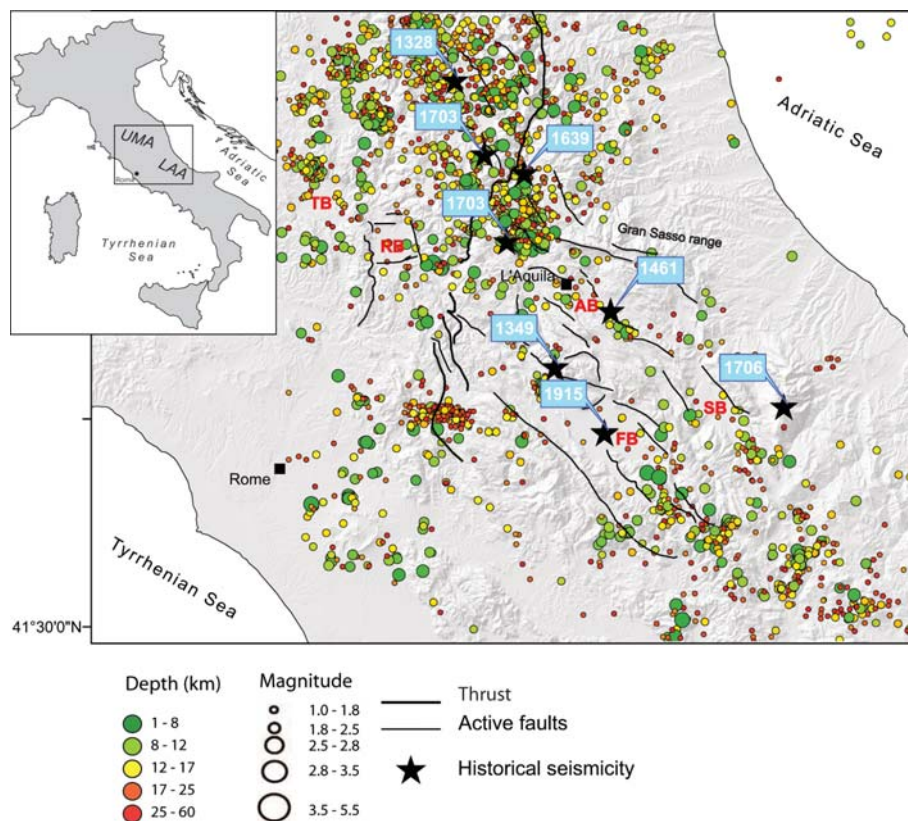 UMA
LAA
Rome
Adriatic
Sea
Tyrrhenian
Sea
1328
1703
1639
1703
Adriatic Sea
TB
RB
Gran Sasso range
L'Aquila
1461
AB
1349
1706
1915
SB
FB
Rome
Tyrrhenian Sea
41°30'0"N
Depth (km)
1 - 8
8 - 12
12 - 17
17 - 25
25 - 60
Magnitude
1.0 - 1.8
1.8 - 2.5
2.5 - 2.8
2.8 - 3.5
3.5 - 5.5
Thrust
Active faults
Historical seismicity